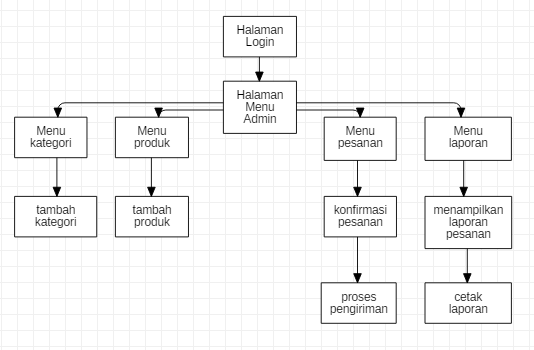 Halaman
Login
Halaman
Menu
Admin
Menu
kategori
Menu
produk
Menu
pesanan
Menu
laporan
tambah
kategori
tambah
produk
konfirmasi
pesanan
menampilkan
laporan
pesanan
proses
pengiriman
cetak
laporan